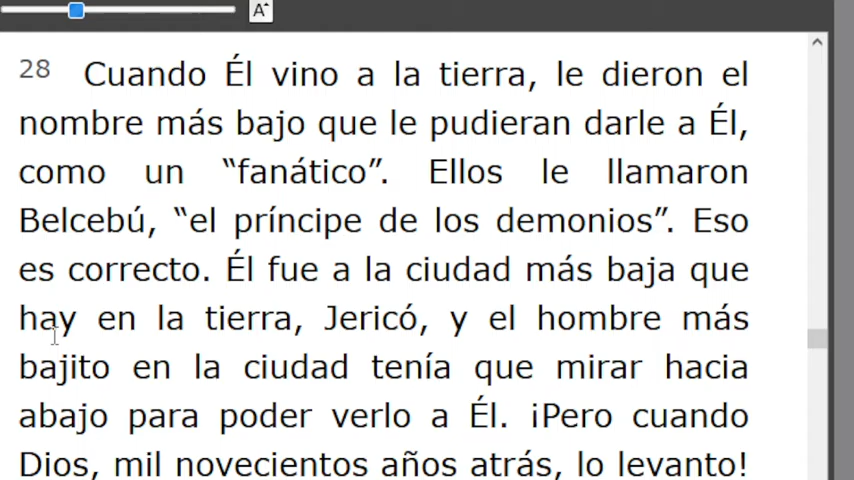 A
28 Cuando Él vino a la tierra, le dieron el
nombre más bajo que le pudieran darle a Él,
como un “fanático”. Ellos le llamaron
Belcebú, “el príncipe de los demonios”. Eso
es correcto. Él fue a la ciudad más baja que
hay en la tierra, Jericó, y el hombre más
bajito en la ciudad tenía que mirar hacia
abajo para poder verlo a Él. ¡Pero cuando
Dios, mil novecientos años atrás, lo levanto!